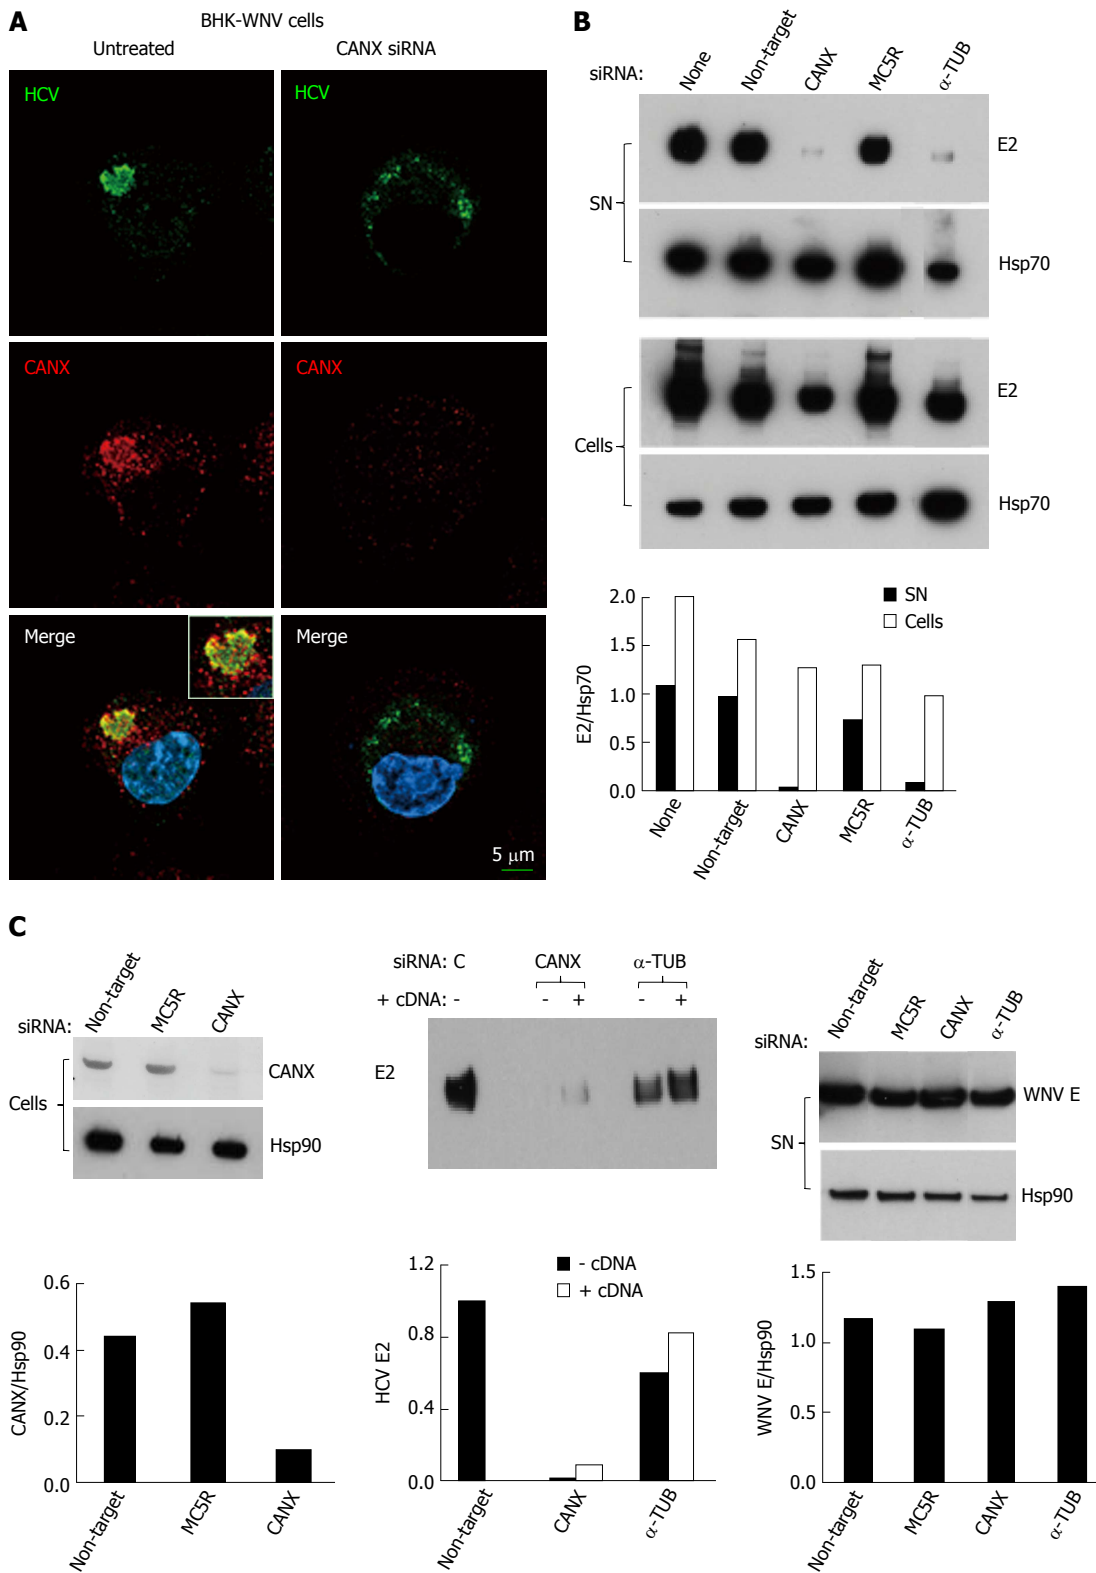 A
BHK-WNV cells
Untreated
CANX siRNA
HCV
HCV
CANX
CANX
Merge
Merge
5 μm
B
siRNA:
None
Non-target
CANX
MC5R
α-TUB
SN
E2
Hsp70
Cells
E2
Hsp70
2.0
1.5
1.0
0.5
0.0
E2/Hsp70
SN
Cells
None
Non-target
CANX
MC5R
α-TUB
C
siRNA:
Non-target
MC5R
CANX
Cells
CANX
Hsp90
0.6
0.4
0.2
0.0
CANX/Hsp90
Non-target
MC5R
CANX
siRNA: C CANX α-TUB
+ cDNA: - - + - +
E2
1.2
0.8
0.4
0.0
HCV E2
- cDNA
+ cDNA
Non-target
CANX
α-TUB
siRNA:
Non-target
MC5R
CANX
α-TUB
SN
WNV E
Hsp90
1.5
1.0
1.5
0.0
WNV E/Hsp90
Non-target
MC5R
CANX
α-TUB